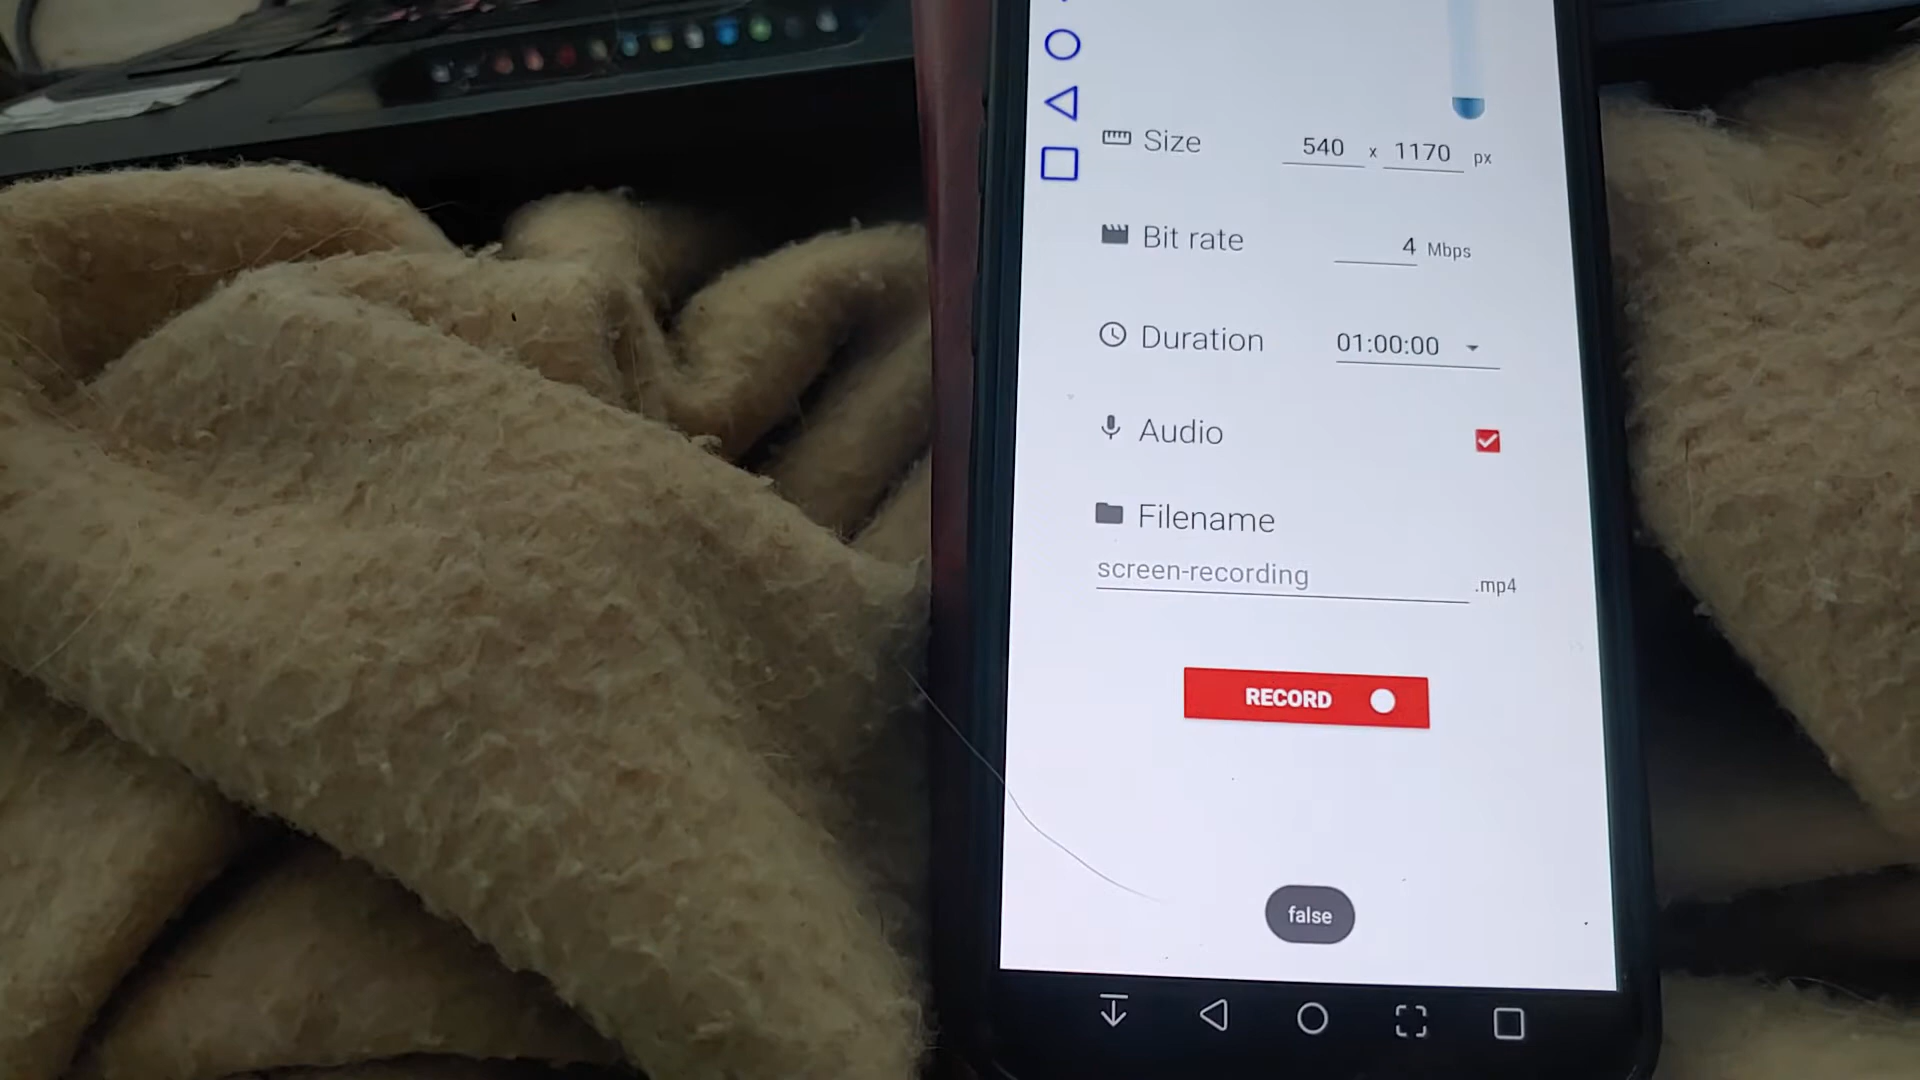 Size 540 x 1170 px
Bit rate 4 Mbps
Duration 01:00:00
Audio
Filename
screen-recording .mp4
RECORD
false